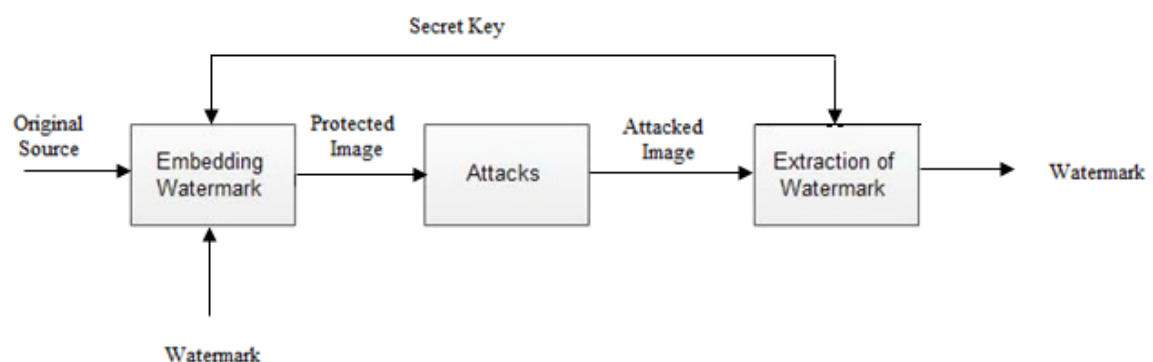 Secret Key
Original
Source
Embedding
Watermark
Protected
Image
Attacks
Attacked
Image
Extraction of
Watermark
Watermark
Watermark